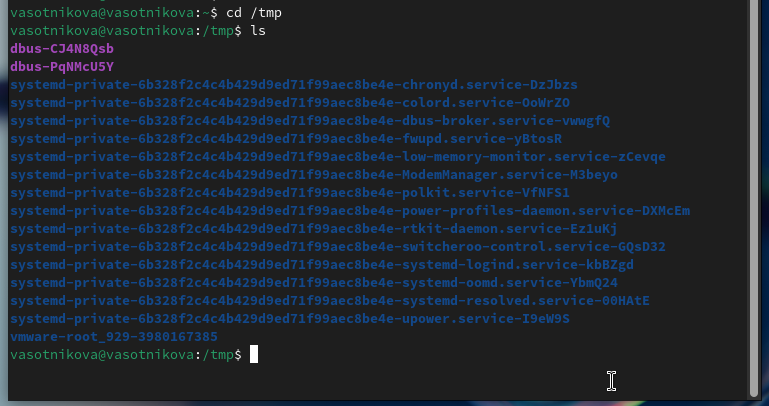 vasotnikova@vasotnikova:~$ cd /tmp
vasotnikova@vasotnikova:/tmp$ ls
dbus-CJ4N8Qsb
dbus-PqNMcU5Y
systemd-private-6b328f2c4c4b429d9ed71f99aec8be4e-chronyd.service-DzJbzs
systemd-private-6b328f2c4c4b429d9ed71f99aec8be4e-colord.service-OoWrZO
systemd-private-6b328f2c4c4b429d9ed71f99aec8be4e-dbus-broker.service-vwwgfQ
systemd-private-6b328f2c4c4b429d9ed71f99aec8be4e-fwupd.service-yBtosR
systemd-private-6b328f2c4c4b429d9ed71f99aec8be4e-low-memory-monitor.service-zCevqe
systemd-private-6b328f2c4c4b429d9ed71f99aec8be4e-ModemManager.service-M3beyo
systemd-private-6b328f2c4c4b429d9ed71f99aec8be4e-polkit.service-VfNFS1
systemd-private-6b328f2c4c4b429d9ed71f99aec8be4e-power-profiles-daemon.service-DXMcEm
systemd-private-6b328f2c4c4b429d9ed71f99aec8be4e-rtkit-daemon.service-Ez1uKj
systemd-private-6b328f2c4c4b429d9ed71f99aec8be4e-switcheroo-control.service-GQsD32
systemd-private-6b328f2c4c4b429d9ed71f99aec8be4e-systemd-logind.service-kbBZgd
systemd-private-6b328f2c4c4b429d9ed71f99aec8be4e-systemd-oomd.service-YbmQ24
systemd-private-6b328f2c4c4b429d9ed71f99aec8be4e-systemd-resolved.service-00HAtE
systemd-private-6b328f2c4c4b429d9ed71f99aec8be4e-upower.service-I9eW9S
vmware-root_929-3980167385
vasotnikova@vasotnikova:/tmp$